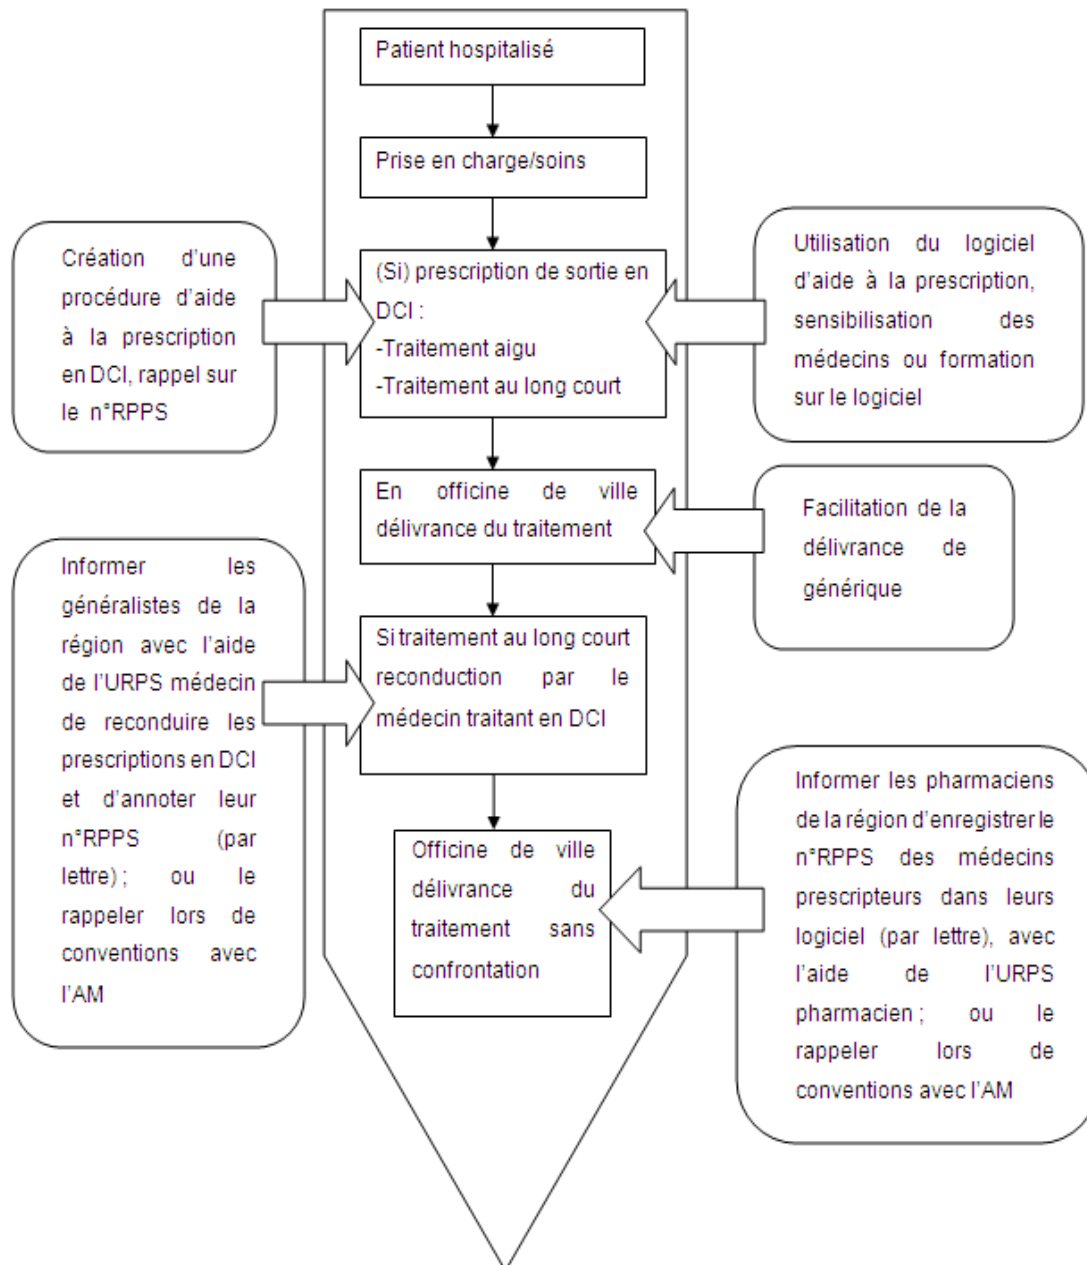 Patient hospitalisé
Prise en charge/soins
Création d'une
procédure d'aide
à la prescription
en DCI, rappel sur
le n°RPPS
(Si) prescription de sortie en
DCI :
-Traitement aigu
-Traitement au long court
Utilisation du logiciel
d'aide à la prescription,
sensibilisation des
médecins ou formation
sur le logiciel
En officine de ville
délivrance du traitement
Facilitation de la
délivrance de
générique
Informer les
généralistes de la
région avec l'aide
de l'URPS médecin
de reconduire les
prescriptions en DCI
et d'annoter leur
n°RPPS (par
lettre) ; ou le
rappeler lors de
conventions avec
l'AM
Si traitement au long court
reconduction par le
médecin traitant en DCI
Officine de ville
délivrance du
traitement sans
confrontation
Informer les pharmaciens
de la région d'enregistrer le
n°RPPS des médecins
prescripteurs dans leurs
logiciel (par lettre), avec
l'aide de l'URPS
pharmacien ; ou le
rappeler lors de
conventions avec l'AM